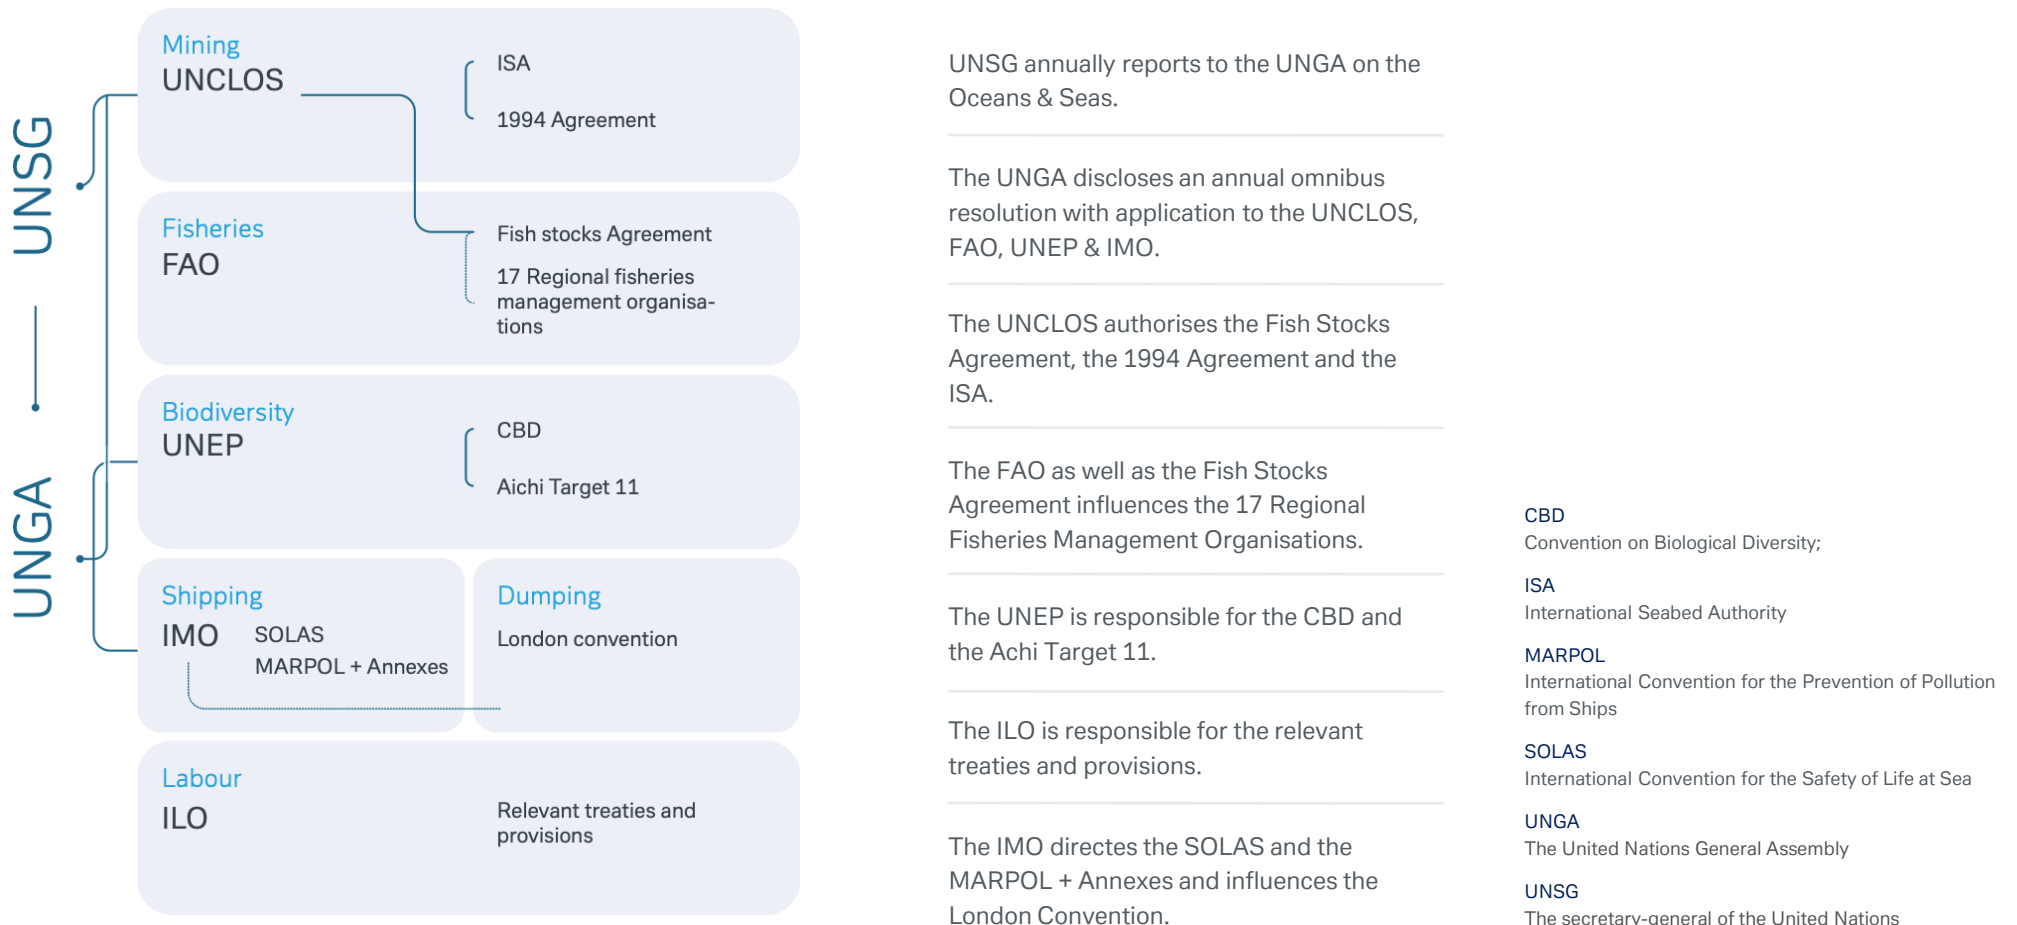 UNSG
UNGA
Mining
UNCLOS
ISA
1994 Agreement
Fisheries
FAO
Fish stocks Agreement
17 Regional fisheries
management organisa-
tions
Biodiversity
UNEP
CBD
Aichi Target 11
Shipping
IMO
SOLAS
MARPOL + Annexes
Dumping
London convention
Labour
ILO
Relevant treaties and
provisions
UNSG annually reports to the UNGA on the
Oceans & Seas.
The UNGA discloses an annual omnibus
resolution with application to the UNCLOS,
FAO, UNEP & IMO.
The UNCLOS authorises the Fish Stocks
Agreement, the 1994 Agreement and the
ISA.
The FAO as well as the Fish Stocks
Agreement influences the 17 Regional
Fisheries Management Organisations.
The UNEP is responsible for the CBD and
the Achi Target 11.
The ILO is responsible for the relevant
treaties and provisions.
The IMO directes the SOLAS and the
MARPOL + Annexes and influences the
London Convention.
CBD
Convention on Biological Diversity;
ISA
International Seabed Authority
MARPOL
International Convention for the Prevention of Pollution
from Ships
SOLAS
International Convention for the Safety of Life at Sea
UNGA
The United Nations General Assembly
UNSG
The secretary-general of the United Nations